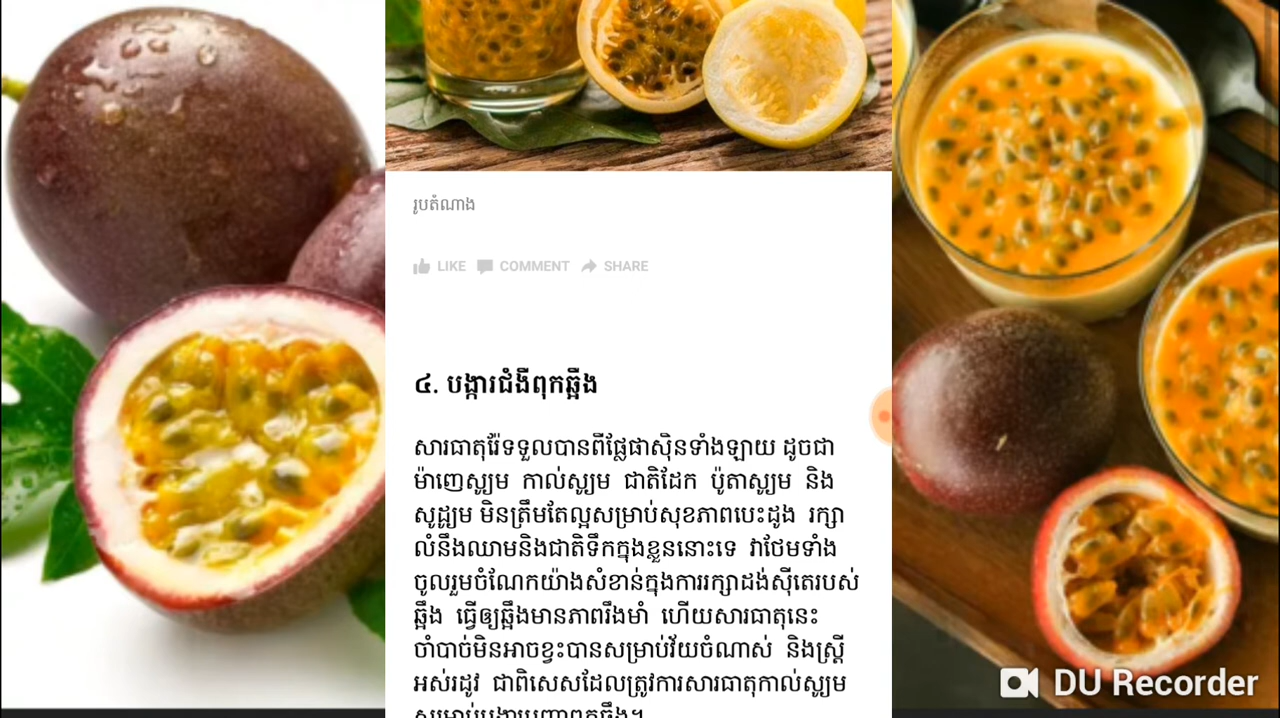 រូបតំណាង
LIKE COMMENT SHARE
៤. បង្ការជំងឺពុកឆ្អឹង
សារធាតុរ៉ែទទួលបានពីផ្លែផាស៊ិនទាំងឡាយ ដូចជា
ម៉ាញេស្យូម កាល់ស្យូម ជាតិដែក ប៉ូតាស្យូម និង
សូដ្យូម មិនត្រឹមតែល្អសម្រាប់សុខភាពបេះដូង រក្សា
លំនឹងឈាមនិងជាតិទឹកក្នុងខ្លួននោះទេ វាថែមទាំង
ចូលរួមចំណែកយ៉ាងសំខាន់ក្នុងការរក្សាដង់ស៊ីតេរបស់
ឆ្អឹង ធ្វើឲ្យឆ្អឹងមានភាពរឹងមាំ ហើយសារធាតុនេះ
ចាំបាច់មិនអាចខ្វះបានសម្រាប់វ័យចំណាស់ និងស្ត្រី
អស់រដូវ ជាពិសេសដែលត្រូវការសារធាតុកាល់ស្យូម
DU Recorder